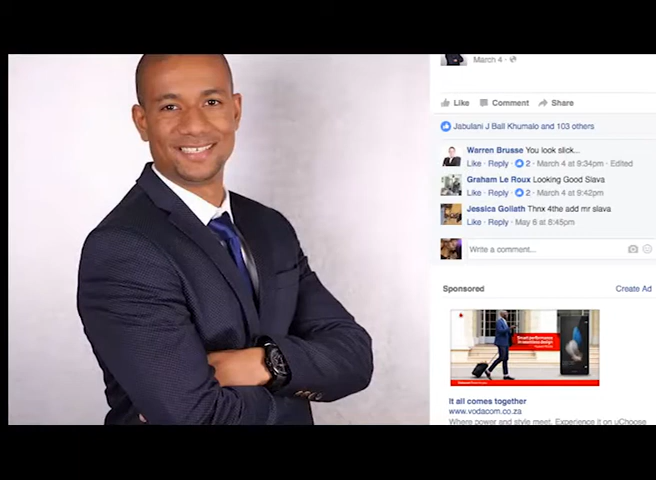 March 4
Like Comment Share
Jabulani J Ball Khumalo and 103 others
Warren Brusse You look slick...
Like · Reply · 2 · March 4 at 9:34pm · Edited
Graham Le Roux Looking Good Slava
Like · Reply · 2 · March 4 at 9:42pm
Jessica Goliath Thnx 4the add mr slava
Like · Reply · May 6 at 8:45pm
Write a comment...
Sponsored Create Ad
It all comes together
www.vodacom.co.za
Where power and style meet. Experience it on uChoose